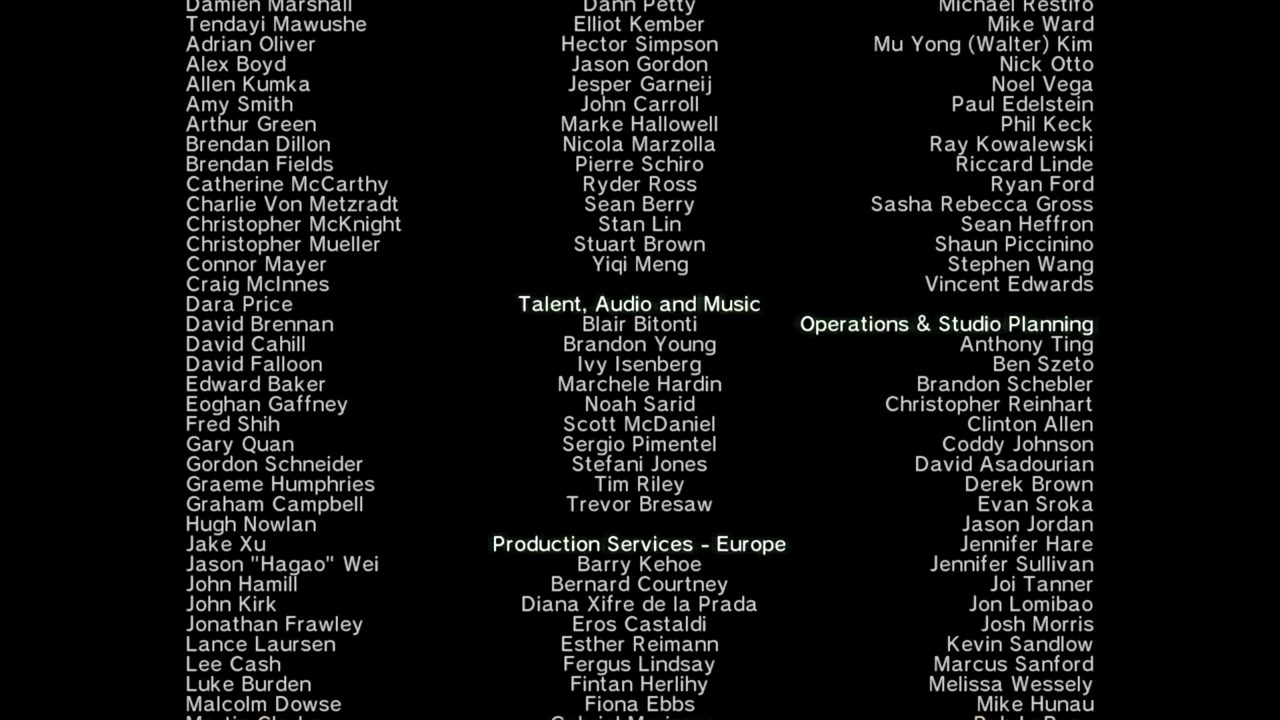 Damien Marshall
Tendayi Mawushe
Adrian Oliver
Alex Boyd
Allen Kumka
Amy Smith
Arthur Green
Brendan Dillon
Brendan Fields
Catherine McCarthy
Charlie Von Metzradt
Christopher McKnight
Christopher Mueller
Connor Mayer
Craig McInnes
Dara Price
David Brennan
David Cahill
David Falloon
Edward Baker
Eoghan Gaffney
Fred Shih
Gary Quan
Gordon Schneider
Graeme Humphries
Graham Campbell
Hugh Nowlan
Jake Xu
Jason "Hagao" Wei
John Hamill
John Kirk
Jonathan Frawley
Lance Laursen
Lee Cash
Luke Burden
Malcolm Dowse
Dann Petty
Elliot Kember
Hector Simpson
Jason Gordon
Jesper Garneij
John Carroll
Marke Hallowell
Nicola Marzolla
Pierre Schiro
Ryder Ross
Sean Berry
Stan Lin
Stuart Brown
Yiqi Meng
Talent, Audio and Music
Blair Bitonti
Brandon Young
Ivy Isenberg
Marchele Hardin
Noah Sarid
Scott McDaniel
Sergio Pimentel
Stefani Jones
Tim Riley
Trevor Bresaw
Production Services - Europe
Barry Kehoe
Bernard Courtney
Diana Xifre de la Prada
Eros Castaldi
Esther Reimann
Fergus Lindsay
Fintan Herlihy
Fiona Ebbs
Michael Restifo
Mike Ward
Mu Yong (Walter) Kim
Nick Otto
Noel Vega
Paul Edelstein
Phil Keck
Ray Kowalewski
Riccard Linde
Ryan Ford
Sasha Rebecca Gross
Sean Heffron
Shaun Piccinino
Stephen Wang
Vincent Edwards
Operations & Studio Planning
Anthony Ting
Ben Szeto
Brandon Schebler
Christopher Reinhart
Clinton Allen
Coddy Johnson
David Asadourian
Derek Brown
Evan Sroka
Jason Jordan
Jennifer Hare
Jennifer Sullivan
Joi Tanner
Jon Lomibao
Josh Morris
Kevin Sandlow
Marcus Sanford
Melissa Wessely
Mike Hunau